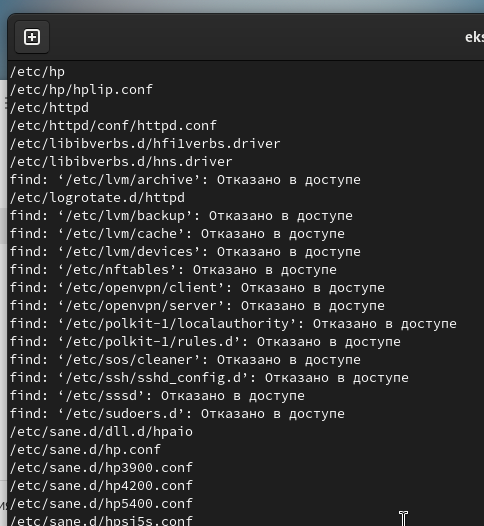 eks
/etc/hp
/etc/hp/hplip.conf
/etc/httpd
/etc/httpd/conf/httpd.conf
/etc/libibverbs.d/hfi1verbs.driver
/etc/libibverbs.d/hns.driver
find: ‘/etc/lvm/archive’: Отказано в доступе
/etc/logrotate.d/httpd
find: ‘/etc/lvm/backup’: Отказано в доступе
find: ‘/etc/lvm/cache’: Отказано в доступе
find: ‘/etc/lvm/devices’: Отказано в доступе
find: ‘/etc/nftables’: Отказано в доступе
find: ‘/etc/openvpn/client’: Отказано в доступе
find: ‘/etc/openvpn/server’: Отказано в доступе
find: ‘/etc/polkit-1/localauthority’: Отказано в доступе
find: ‘/etc/polkit-1/rules.d’: Отказано в доступе
find: ‘/etc/sos/cleaner’: Отказано в доступе
find: ‘/etc/ssh/sshd_config.d’: Отказано в доступе
find: ‘/etc/sssd’: Отказано в доступе
find: ‘/etc/sudoers.d’: Отказано в доступе
/etc/sane.d/dll.d/hpaio
/etc/sane.d/hp.conf
/etc/sane.d/hp3900.conf
/etc/sane.d/hp4200.conf
/etc/sane.d/hp5400.conf
/etc/sane.d/hpsj5s.conf